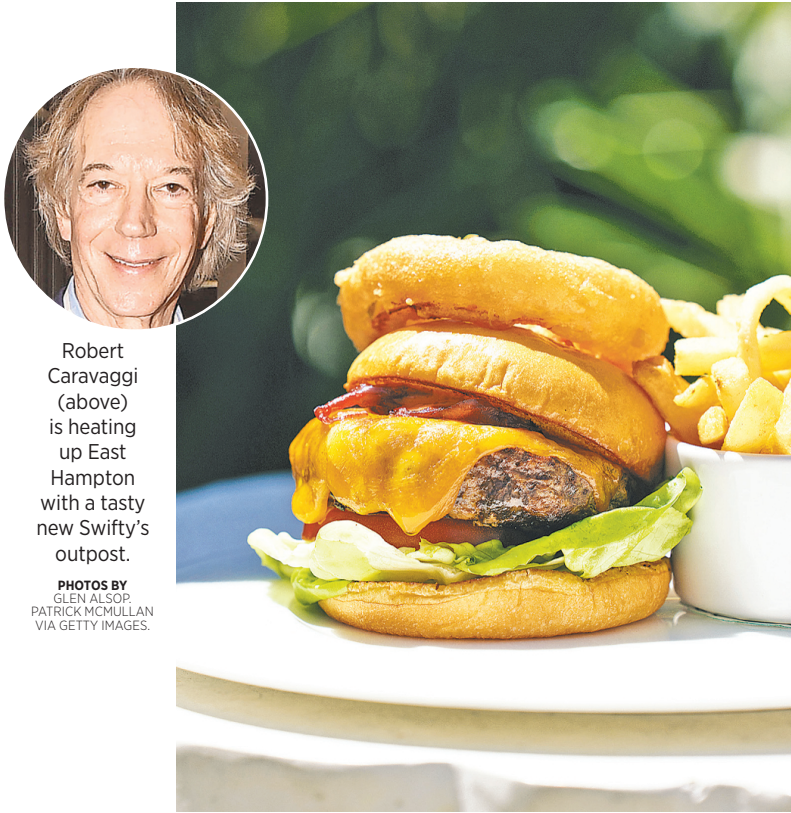 Robert
Caravaggi
(above)
is heating
up East
Hampton
with a tasty
new Swifty’s
outpost.
PHOTOS BY
GLEN ALSOP.
PATRICK MCMULLAN
VIA GETTY IMAGES.